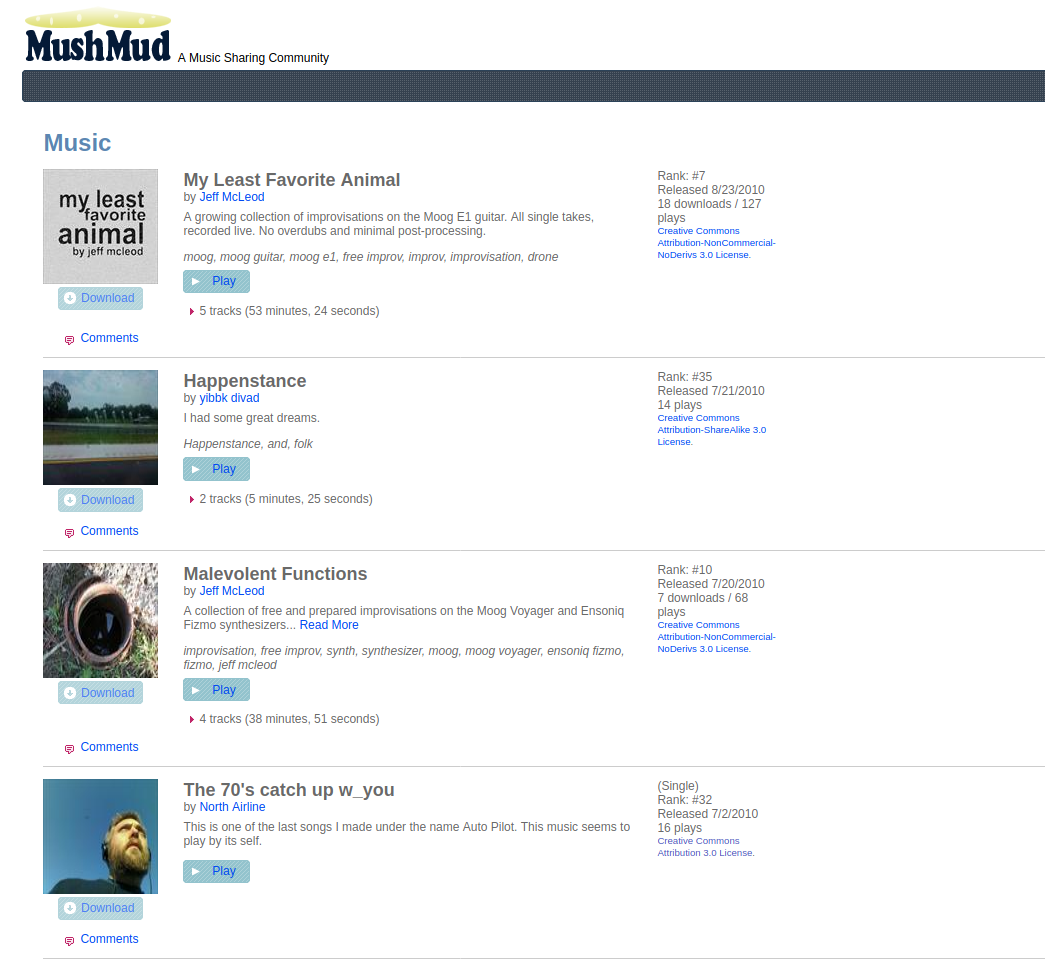 MushMud A Music Sharing Community
Music
my least
favorite
animal
by jeff mcleod
Download
Comments
My Least Favorite Animal
by Jeff McLeod
A growing collection of improvisations on the Moog E1 guitar. All single takes,
recorded live. No overdubs and minimal post-processing.
moog, moog guitar, moog e1, free improv, improv, improvisation, drone
Play
5 tracks (53 minutes, 24 seconds)
Rank: #7
Released 8/23/2010
18 downloads / 127
plays
Creative Commons
Attribution-NonCommercial-
NoDerivs 3.0 License.
Download
Comments
Happenstance
by yibbk divad
I had some great dreams.
Happenstance, and, folk
Play
2 tracks (5 minutes, 25 seconds)
Rank: #35
Released 7/21/2010
14 plays
Creative Commons
Attribution-ShareAlike 3.0
License.
Download
Comments
Malevolent Functions
by Jeff McLeod
A collection of free and prepared improvisations on the Moog Voyager and Ensoniq
Fizmo synthesizers... Read More
improvisation, free improv, synth, synthesizer, moog, moog voyager, ensoniq fizmo,
fizmo, jeff mcleod
Play
4 tracks (38 minutes, 51 seconds)
Rank: #10
Released 7/20/2010
7 downloads / 68
plays
Creative Commons
Attribution-NonCommercial-
NoDerivs 3.0 License.
Download
Comments
The 70's catch up w_you
by North Airline
This is one of the last songs I made under the name Auto Pilot. This music seems to
play by its self.
Play
(Single)
Rank: #32
Released 7/2/2010
16 plays
Creative Commons
Attribution 3.0 License.